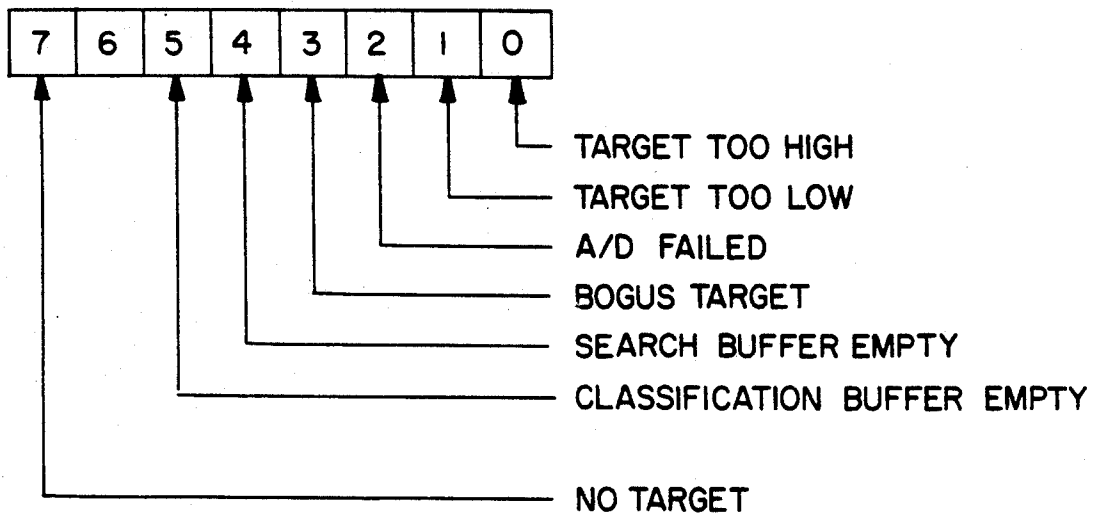 7 6 5 4 3 2 1 0
TARGET TOO HIGH
TARGET TOO LOW
A/D FAILED
BOGUS TARGET
SEARCH BUFFER EMPTY
CLASSIFICATION BUFFER EMPTY
NO TARGET